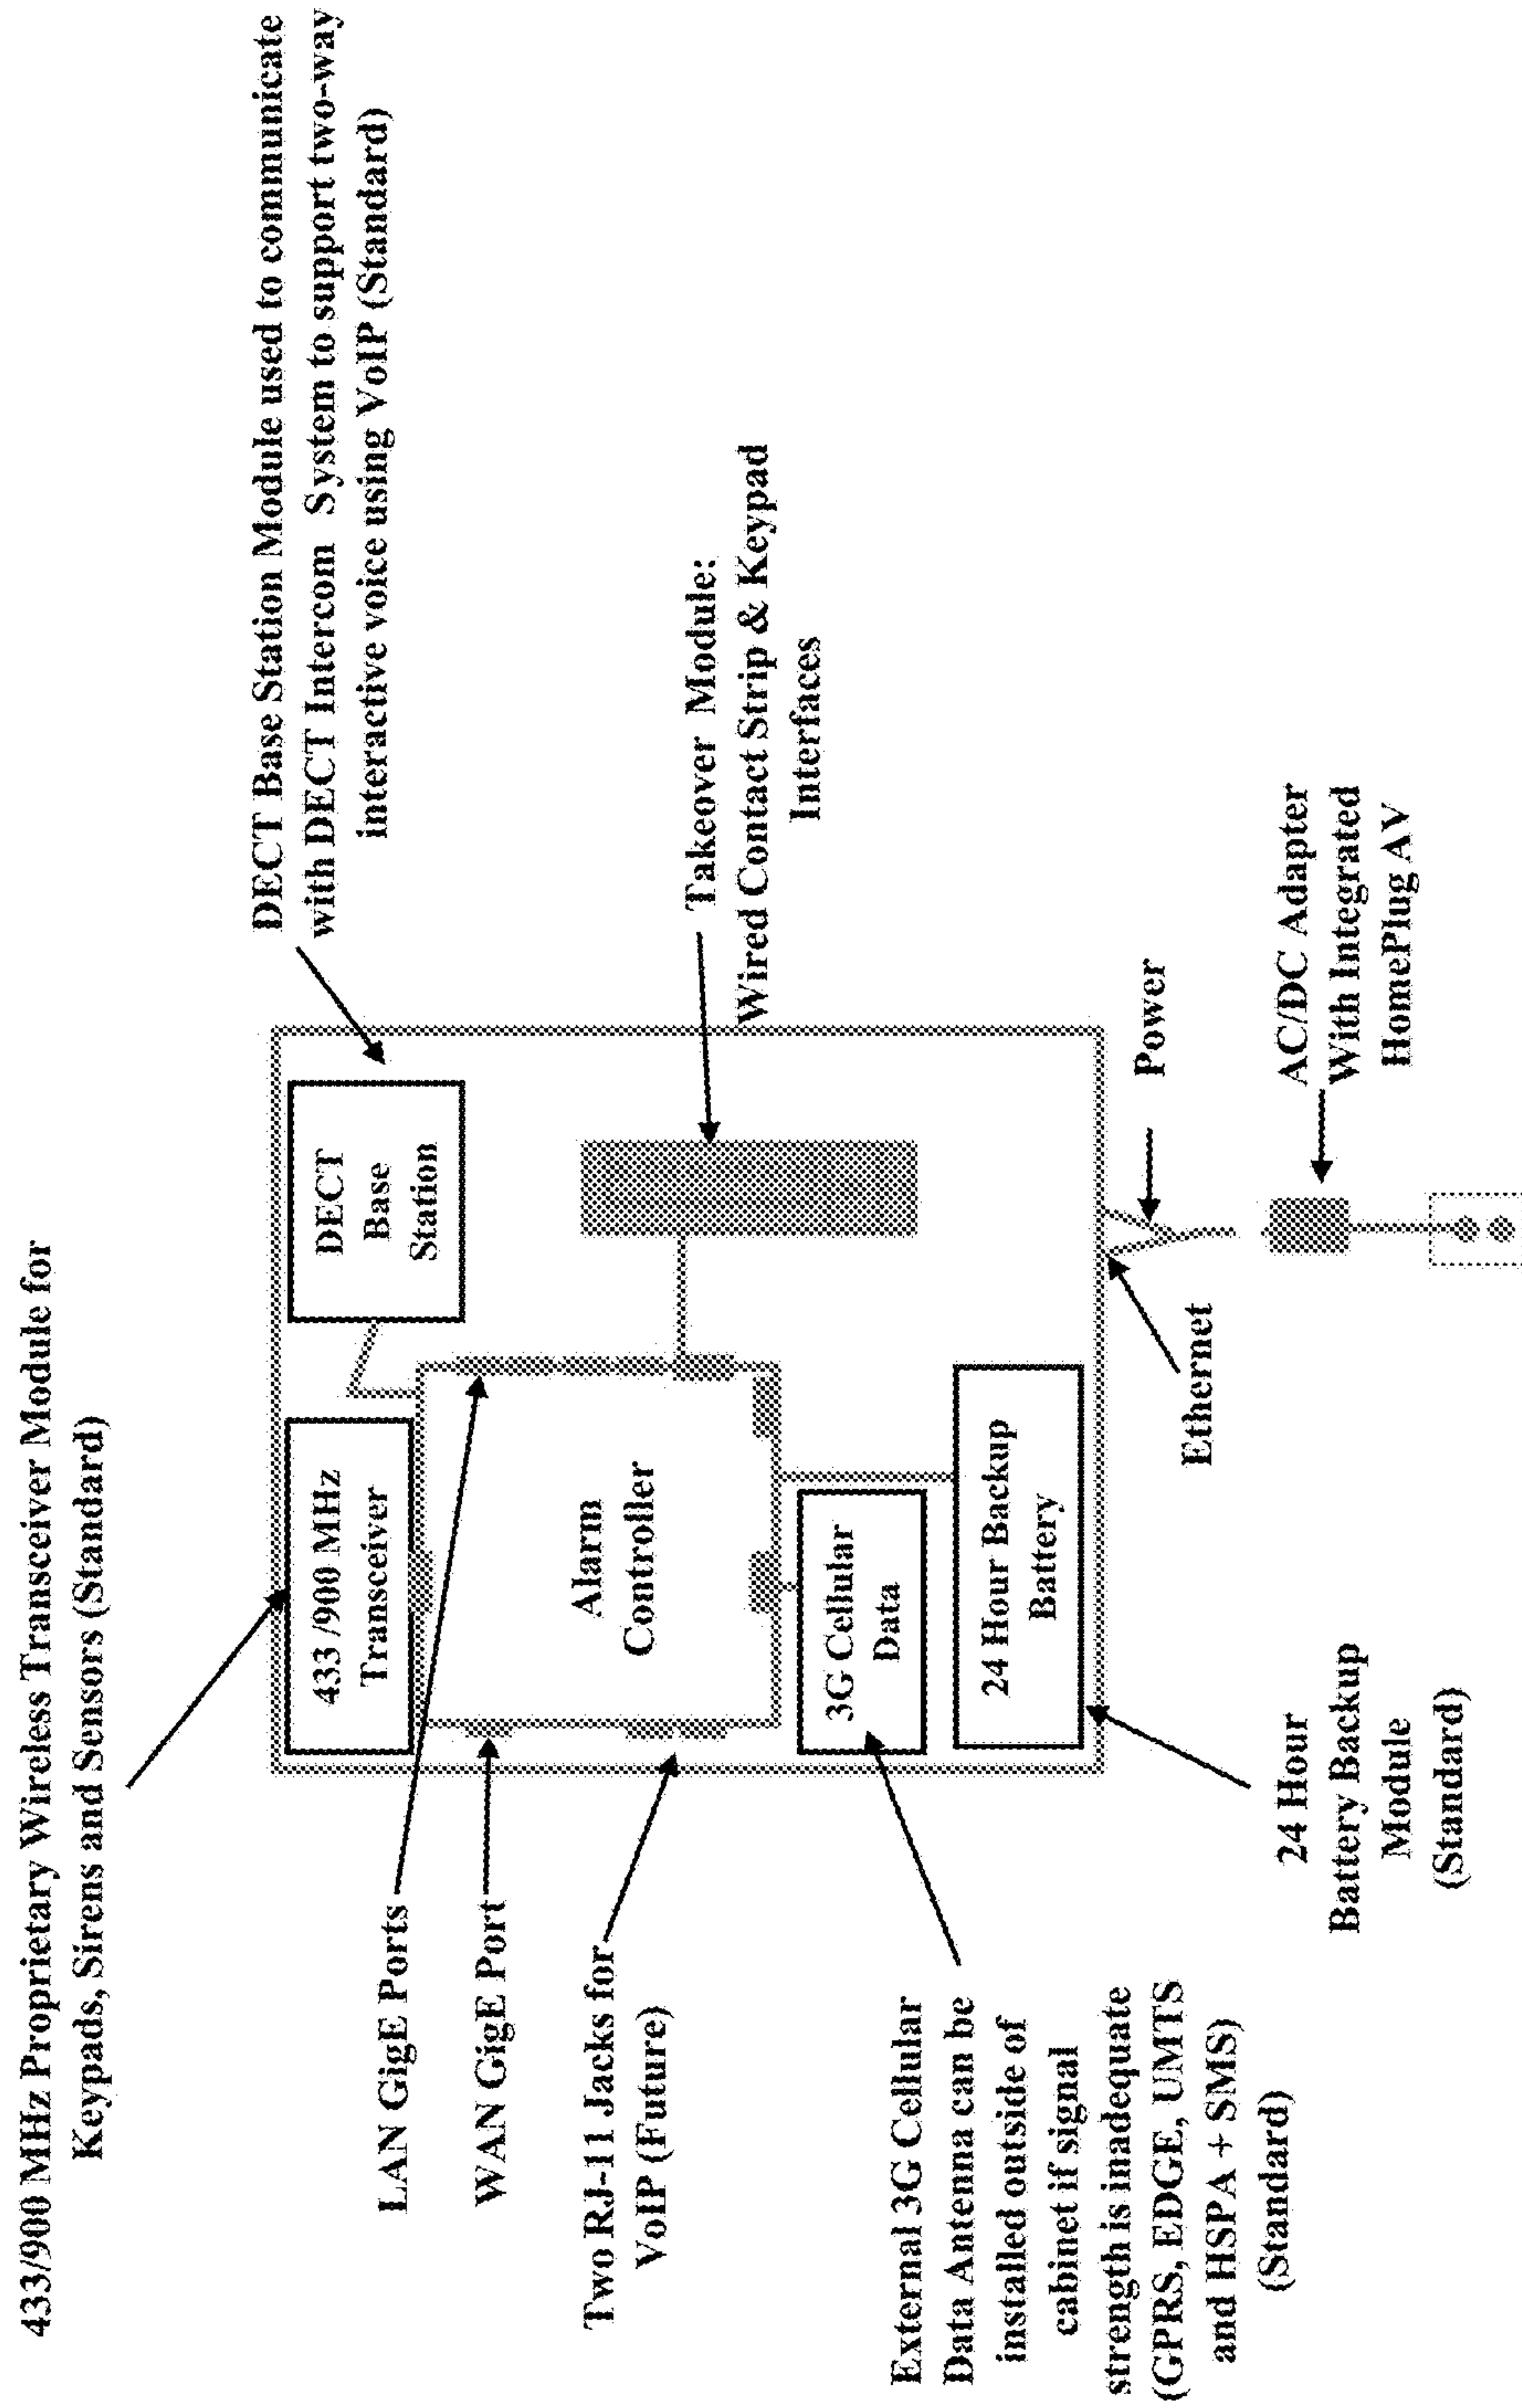 433/900 MHz Proprietary Wireless Transceiver Module for
Keypads, Sirens and Sensors (Standard)
DECT Base Station Module used to communicate
with DECT Intercom System to support two-way
interactive voice using VoIP (Standard)
433 /900 MHz
Transceiver
DECT
Base
Station
LAN GigE Ports
WAN GigE Port
Two RJ-11 Jacks for
VoIP (Future)
Alarm
Controller
Takeover Module:
Wired Contact Strip & Keypad
Interfaces
3G Cellular
Data
24 Hour Backup
Battery
External 3G Cellular
Data Antenna can be
installed outside of
cabinet if signal
strength is inadequate
(GPRS, EDGE, UMTS
and HSPA + SMS)
(Standard)
24 Hour
Battery Backup
Module
(Standard)
Ethernet
Power
AC/DC Adapter
With Integrated
HomePlug AV